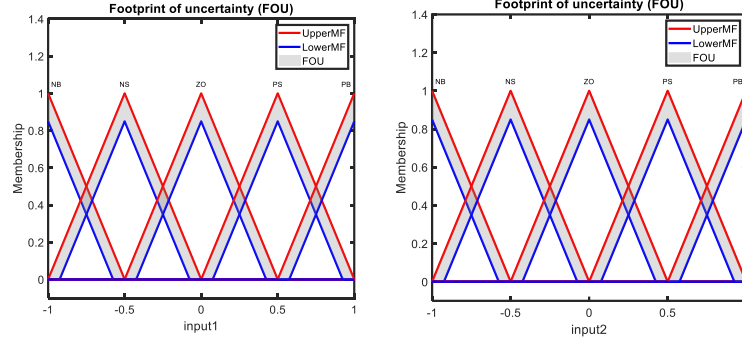 Footprint of uncertainty (FOU)
1.4
1.2
1
0.8
0.6
0.4
0.2
0
Membership
NB
NS
ZO
PS
PB
UpperMF
LowerMF
FOU
-1
-0.5
0
0.5
1
input1
Footprint of uncertainty (FOU)
1.4
1.2
1
0.8
0.6
0.4
0.2
0
Membership
NB
NS
ZO
PS
PB
UpperMF
LowerMF
FOU
-1
-0.5
0
0.5
1
input2